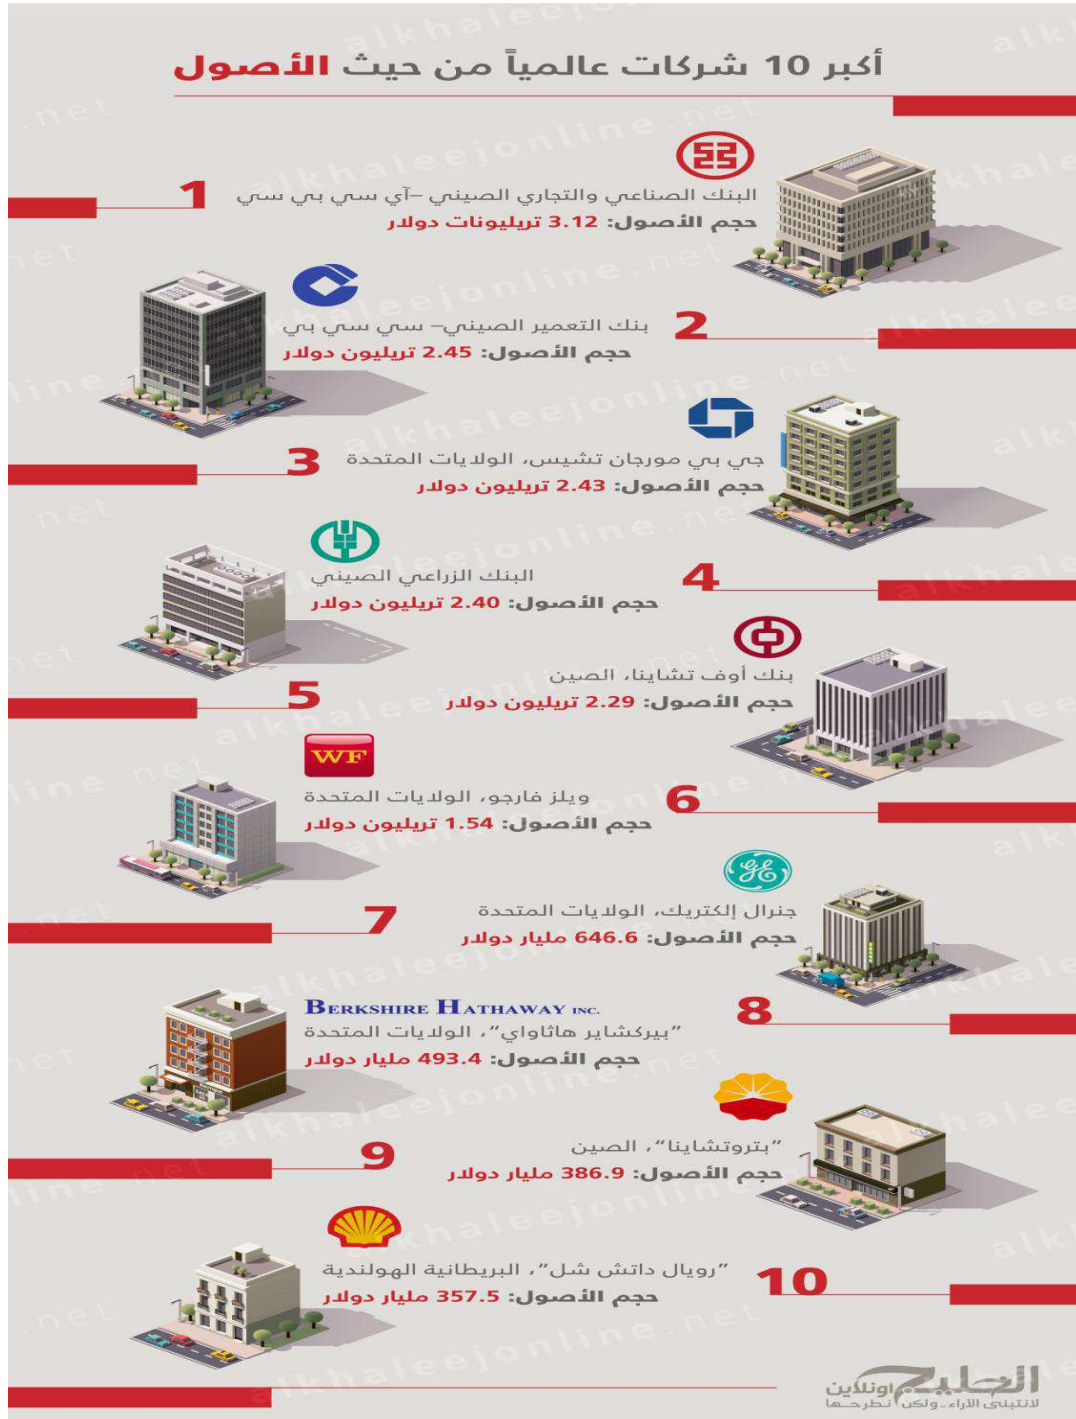 أكبر 10 شركات عالمياً من حيث الأصول
1
البنك الصناعي والتجاري الصيني –آي سي بي سي
حجم الأصول: 3.12 تريليونات دولار
2
بنك التعمير الصيني– سي سي بي
حجم الأصول: 2.45 تريليون دولار
3
جي بي مورجان تشيس، الولايات المتحدة
حجم الأصول: 2.43 تريليون دولار
4
البنك الزراعي الصيني
حجم الأصول: 2.40 تريليون دولار
5
بنك أوف تشاينا، الصين
حجم الأصول: 2.29 تريليون دولار
6
WF
ويلز فارجو، الولايات المتحدة
حجم الأصول: 1.54 تريليون دولار
7
GE
جنرال إلكتريك، الولايات المتحدة
حجم الأصول: 646.6 مليار دولار
8
BERKSHIRE HATHAWAY INC.
”بيركشاير هاثاواي“، الولايات المتحدة
حجم الأصول: 493.4 مليار دولار
9
”بتروتشاينا“، الصين
حجم الأصول: 386.9 مليار دولار
10
”رويال داتش شل“، البريطانية الهولندية
حجم الأصول: 357.5 مليار دولار
الخليج أونلاين
لانتبنى الآراء..ولكن نطرحها
alkhaleejonline.net